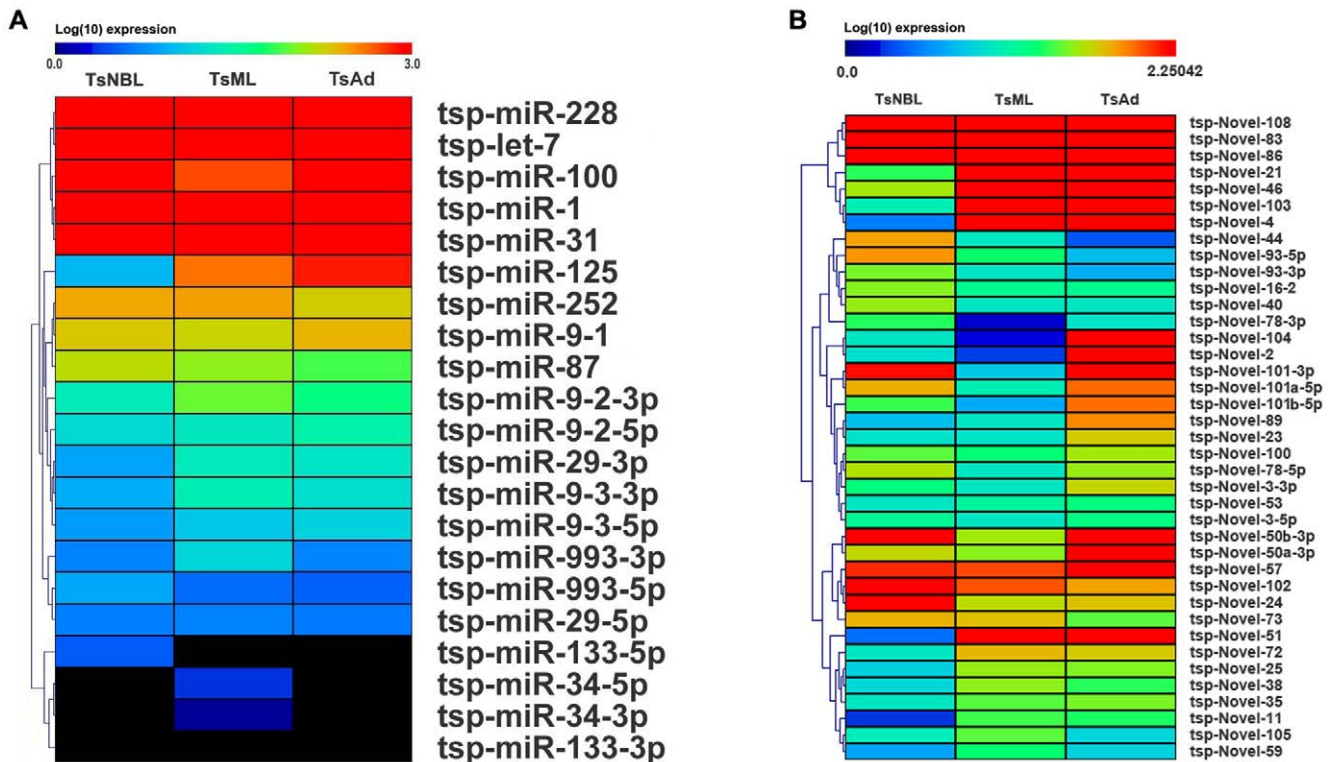 A
Log(10) expression
0.0 3.0
TsNBL TsML TsAd
tsp-miR-228
tsp-let-7
tsp-miR-100
tsp-miR-1
tsp-miR-31
tsp-miR-125
tsp-miR-252
tsp-miR-9-1
tsp-miR-87
tsp-miR-9-2-3p
tsp-miR-9-2-5p
tsp-miR-29-3p
tsp-miR-9-3-3p
tsp-miR-9-3-5p
tsp-miR-993-3p
tsp-miR-993-5p
tsp-miR-29-5p
tsp-miR-133-5p
tsp-miR-34-5p
tsp-miR-34-3p
tsp-miR-133-3p
B
Log(10) expression
0.0 2.25042
TsNBL TsML TsAd
tsp-Novel-108
tsp-Novel-83
tsp-Novel-86
tsp-Novel-21
tsp-Novel-46
tsp-Novel-103
tsp-Novel-4
tsp-Novel-44
tsp-Novel-93-5p
tsp-Novel-93-3p
tsp-Novel-16-2
tsp-Novel-40
tsp-Novel-78-3p
tsp-Novel-104
tsp-Novel-2
tsp-Novel-101-3p
tsp-Novel-101a-5p
tsp-Novel-101b-5p
tsp-Novel-89
tsp-Novel-23
tsp-Novel-100
tsp-Novel-78-5p
tsp-Novel-3-3p
tsp-Novel-53
tsp-Novel-3-5p
tsp-Novel-50b-3p
tsp-Novel-50a-3p
tsp-Novel-57
tsp-Novel-102
tsp-Novel-24
tsp-Novel-73
tsp-Novel-51
tsp-Novel-72
tsp-Novel-25
tsp-Novel-38
tsp-Novel-35
tsp-Novel-11
tsp-Novel-105
tsp-Novel-59